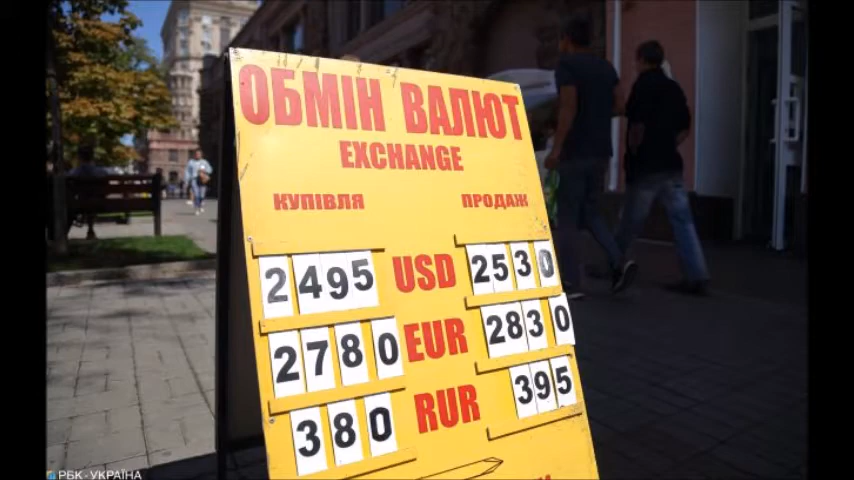 ОБМІН ВАЛЮТ
EXCHANGE
КУПІВЛЯ ПРОДАЖ
2495 USD 2530
2780 EUR 2830
380 RUR 395
РБК - УКРАЇНА